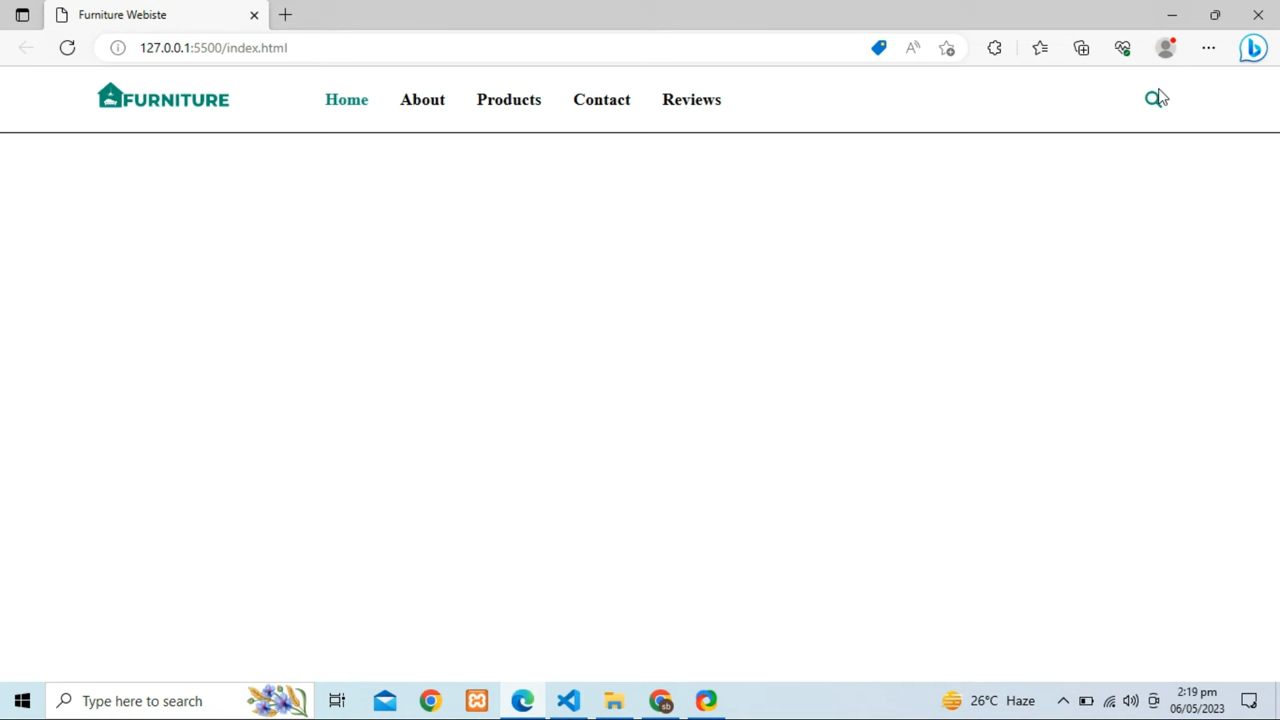 Furniture Webiste
127.0.0.1:5500/index.html
FURNITURE
Home About Products Contact Reviews
Type here to search
sb
26°C Haze
2:19 pm
06/05/2023